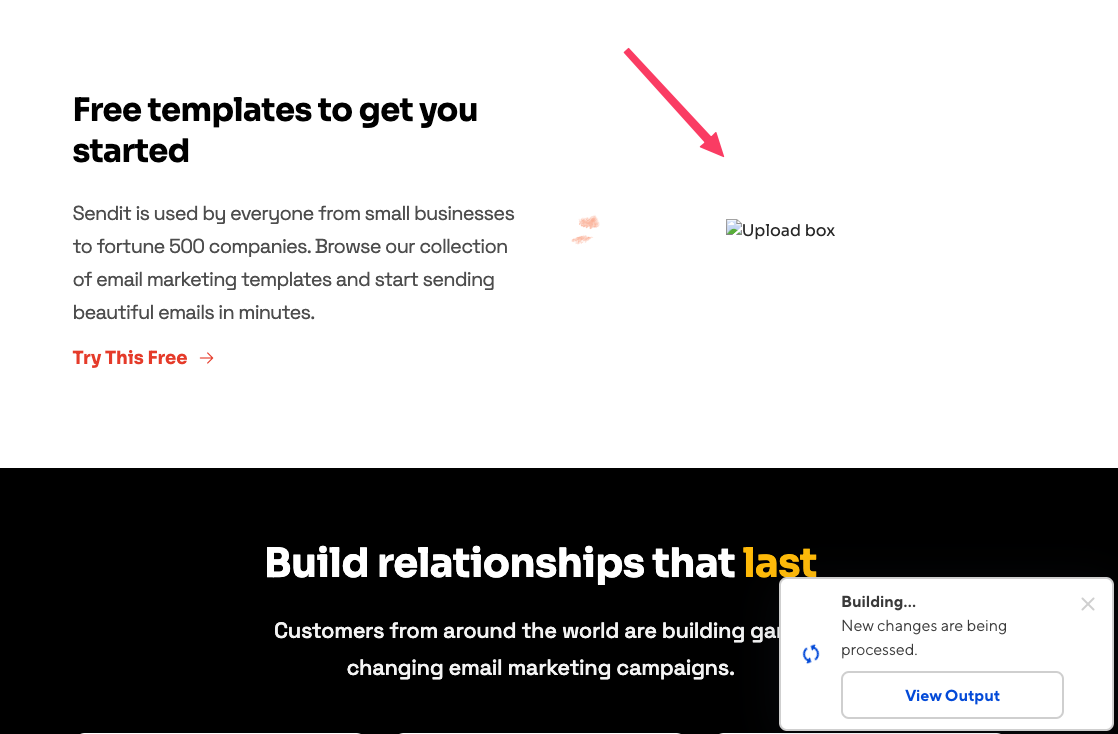 Free templates to get you
started
Sendit is used by everyone from small businesses
to fortune 500 companies. Browse our collection
of email marketing templates and start sending
beautiful emails in minutes.
Try This Free
Upload box
Build relationships that last
Customers from around the world are building
changing email marketing campaigns.
Building...
New changes are being
processed.
View Output